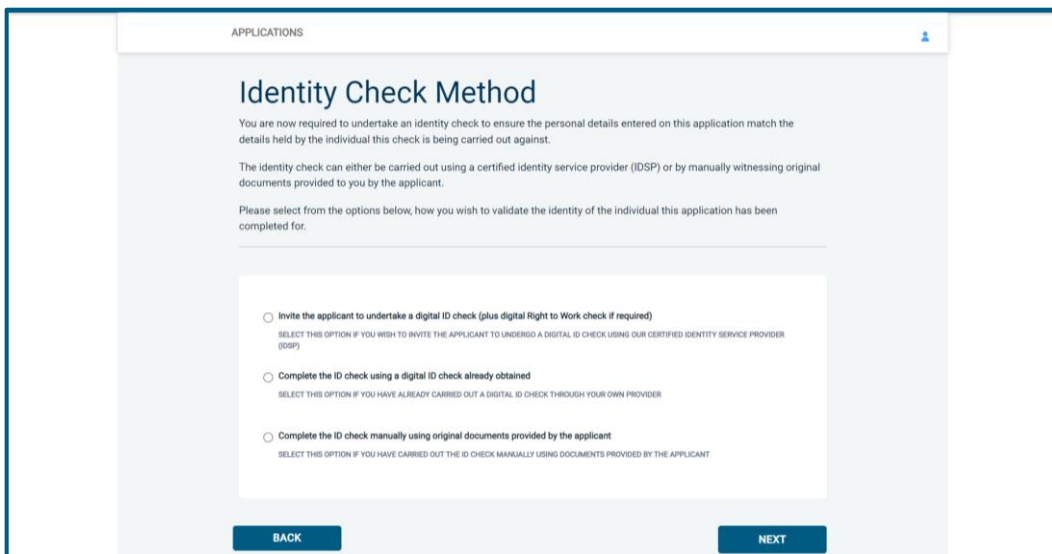 APPLICATIONS
Identity Check Method
You are now required to undertake an identity check to ensure the personal details entered on this application match the
details held by the individual this check is being carried out against.
The identity check can either be carried out using a certified identity service provider (IDSP) or by manually witnessing original
documents provided to you by the applicant.
Please select from the options below, how you wish to validate the identity of the individual this application has been
completed for.
Invite the applicant to undertake a digital ID check (plus digital Right to Work check if required)
SELECT THIS OPTION IF YOU WISH TO INVITE THE APPLICANT TO UNDERGO A DIGITAL ID CHECK USING OUR CERTIFIED IDENTITY SERVICE PROVIDER
(IDSP)
Complete the ID check using a digital ID check already obtained
SELECT THIS OPTION IF YOU HAVE ALREADY CARRIED OUT A DIGITAL ID CHECK THROUGH YOUR OWN PROVIDER
Complete the ID check manually using original documents provided by the applicant
SELECT THIS OPTION IF YOU HAVE CARRIED OUT THE ID CHECK MANUALLY USING DOCUMENTS PROVIDED BY THE APPLICANT
BACK
NEXT